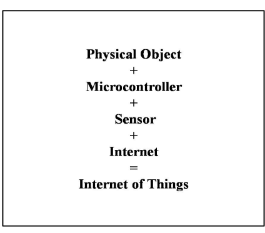 Physical Object
+
Microcontroller
+
Sensor
+
Internet
=
Internet of Things